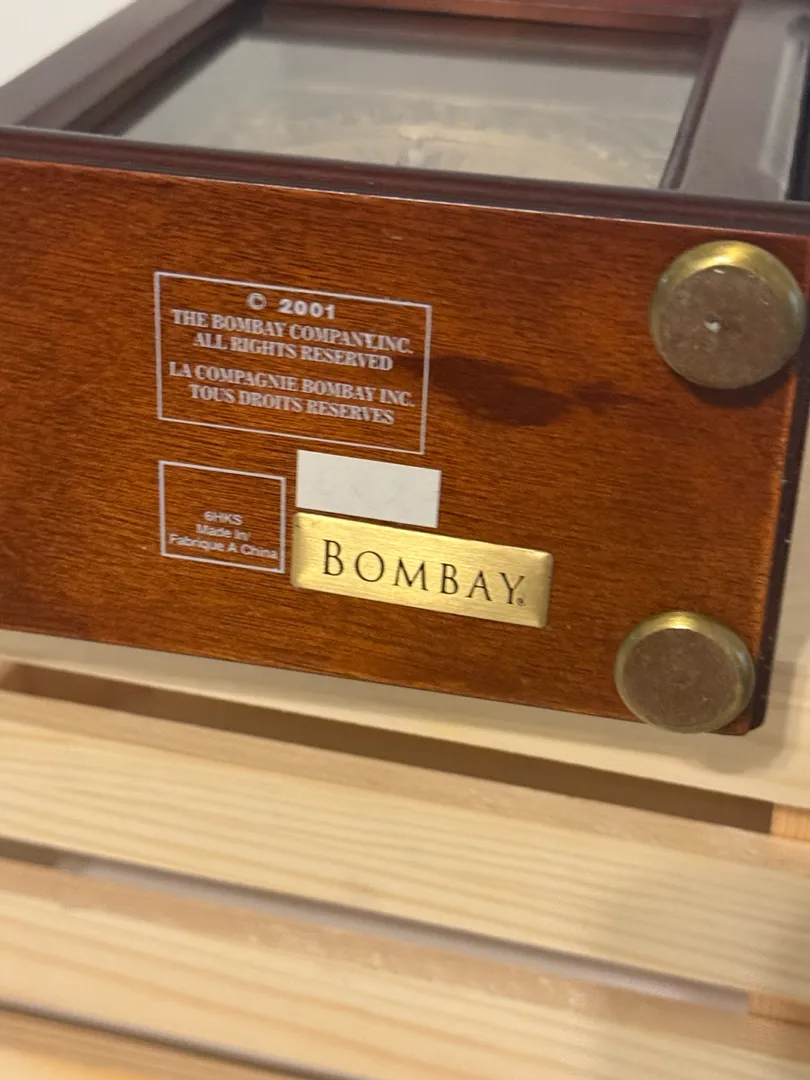 © 2001
THE BOMBAY COMPANY,INC.
ALL RIGHTS RESERVED
LA COMPAGNIE BOMBAY INC.
TOUS DROITS RESERVES
6HKS
Made In/
Fabrique A China
BOMBAY®